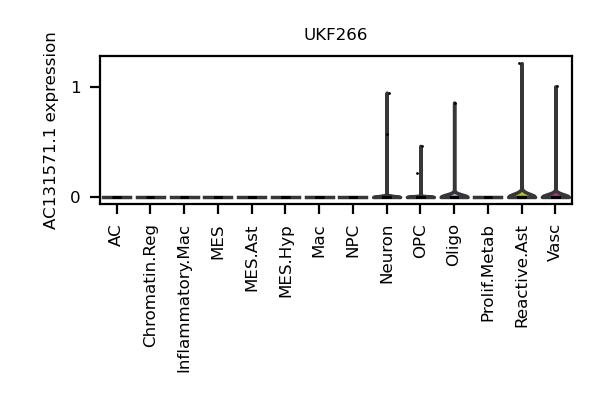 UKF266
AC131571.1 expression
1
0
AC
Chromatin.Reg
Inflammatory.Mac
MES
MES.Ast
MES.Hyp
Mac
NPC
Neuron
OPC
Oligo
Prolif.Metab
Reactive.Ast
Vasc